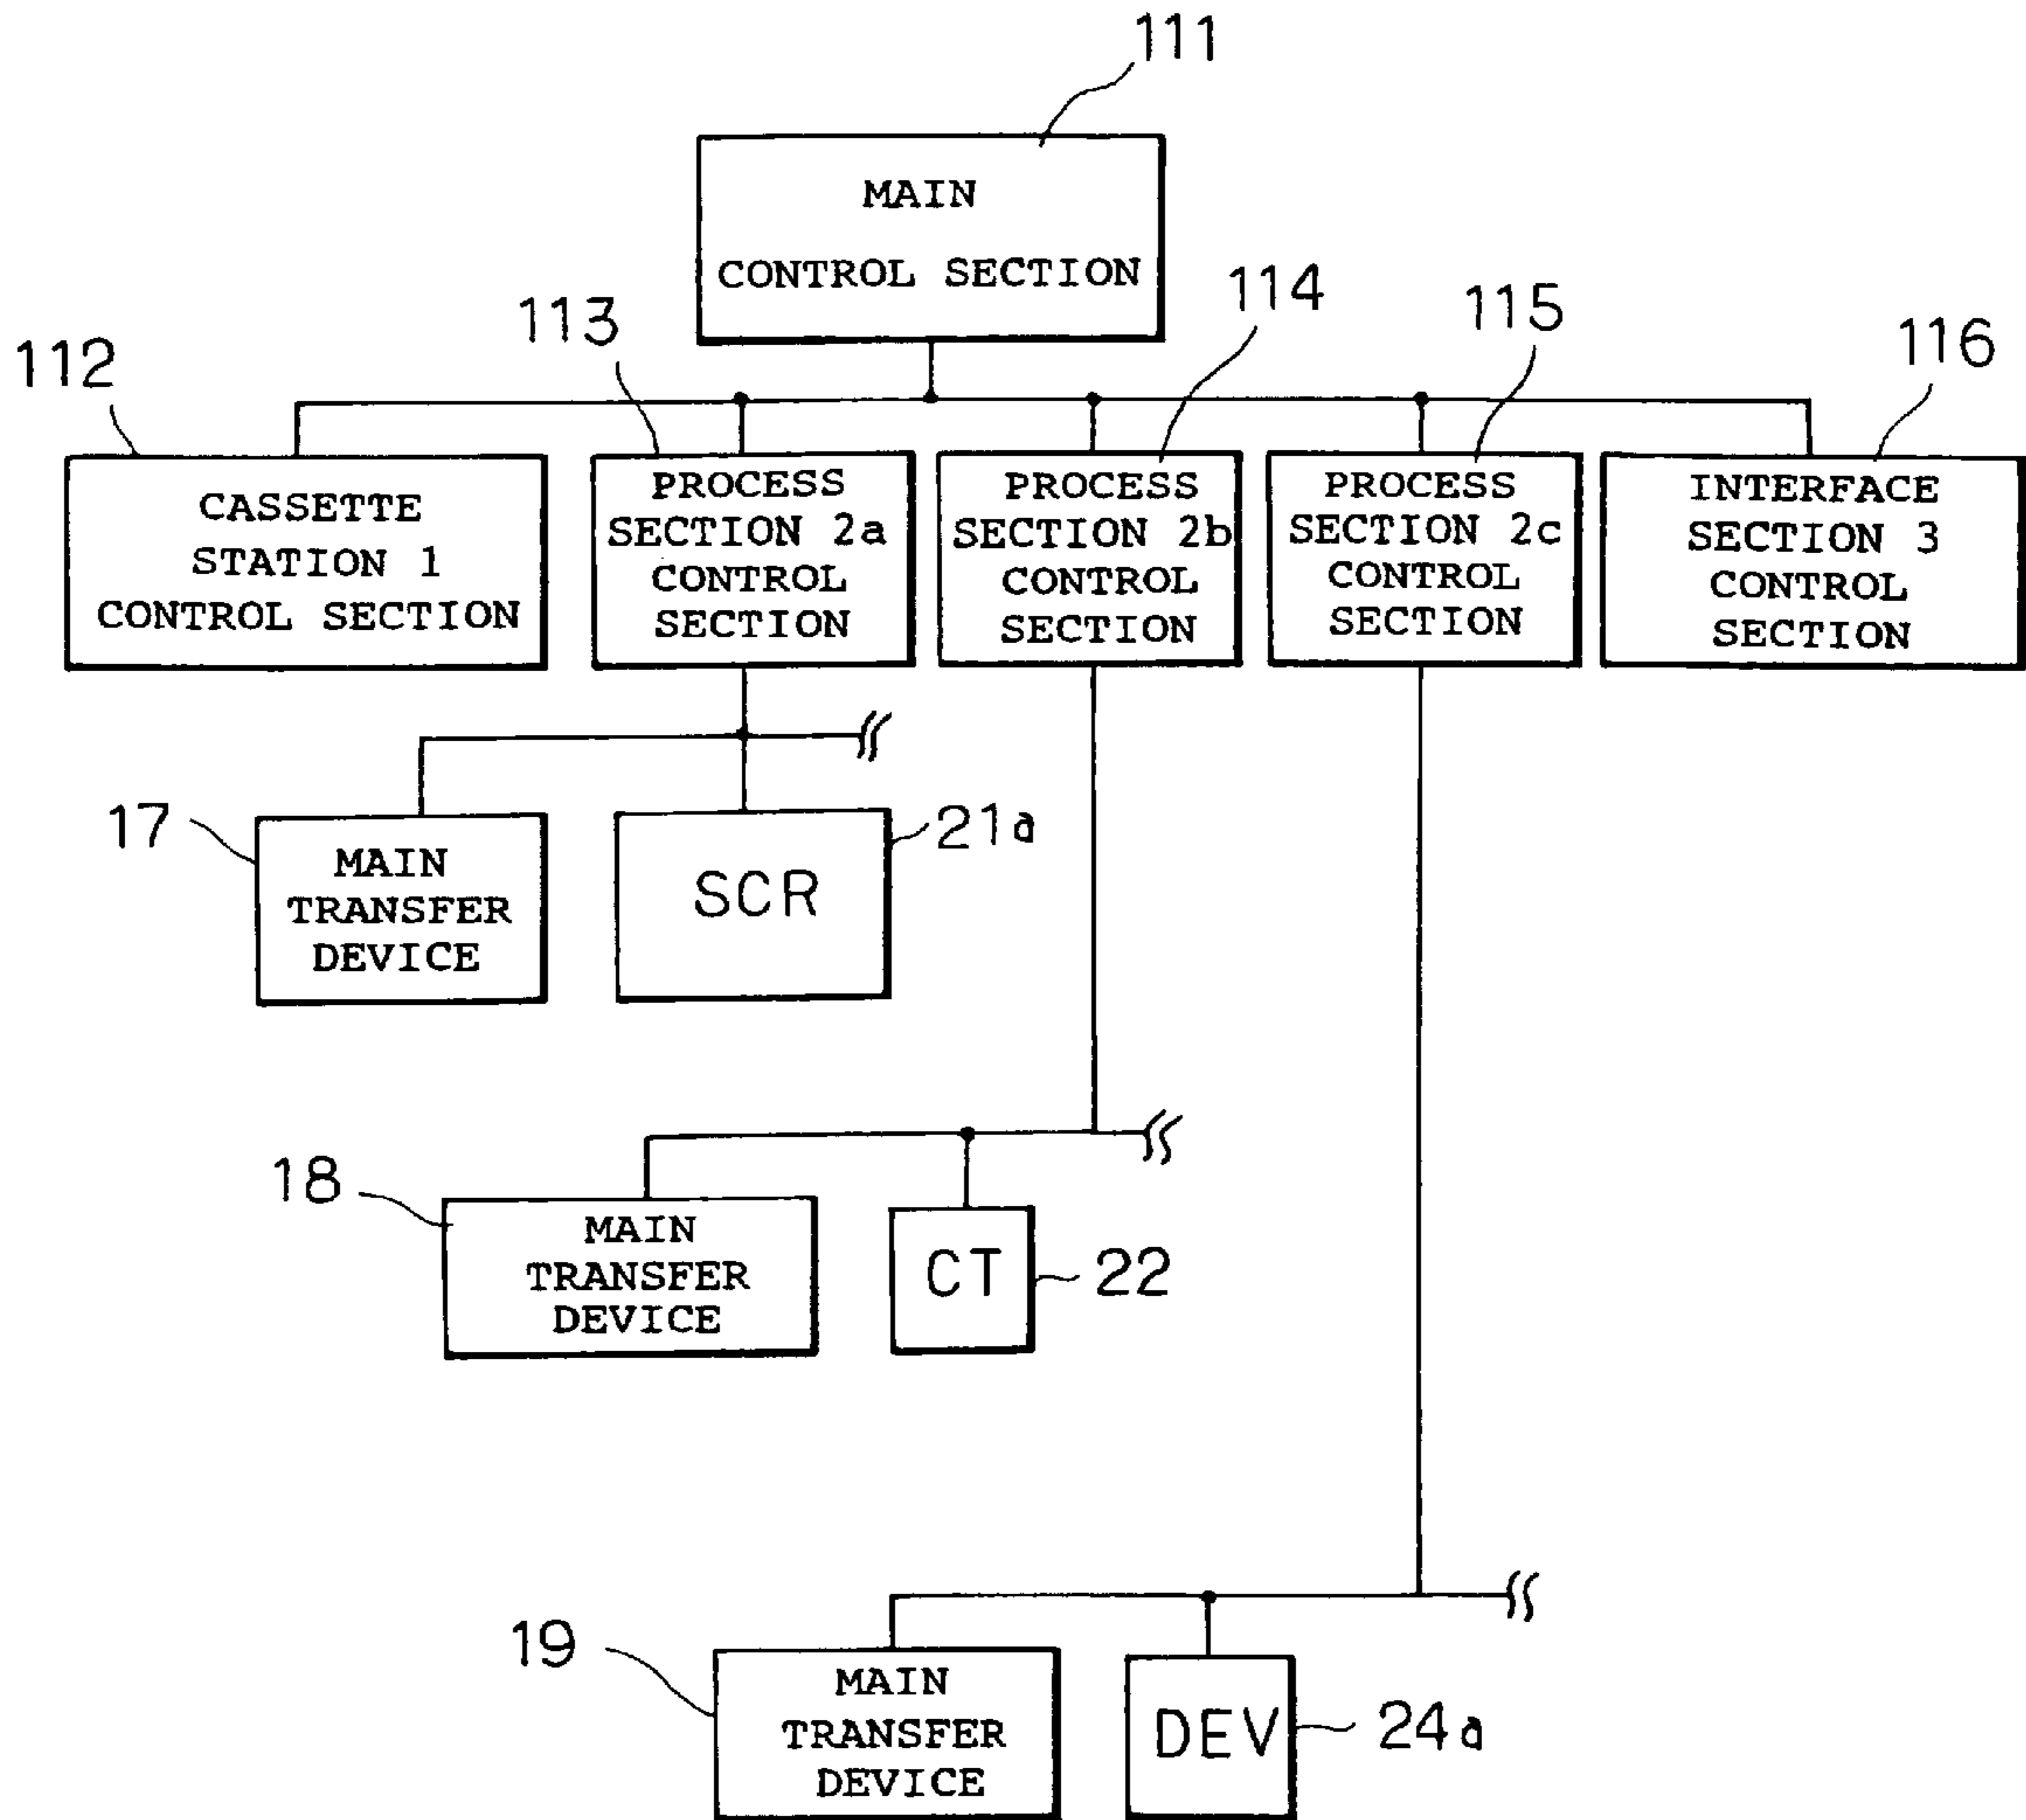 111
MAIN
CONTROL SECTION
112
113
114
115
116
CASSETTE
STATION 1
CONTROL SECTION
PROCESS
SECTION 2a
CONTROL
SECTION
PROCESS
SECTION 2b
CONTROL
SECTION
PROCESS
SECTION 2c
CONTROL
SECTION
INTERFACE
SECTION 3
CONTROL
SECTION
17
MAIN
TRANSFER
DEVICE
SCR
21a
18
MAIN
TRANSFER
DEVICE
CT
22
19
MAIN
TRANSFER
DEVICE
DEV
24a